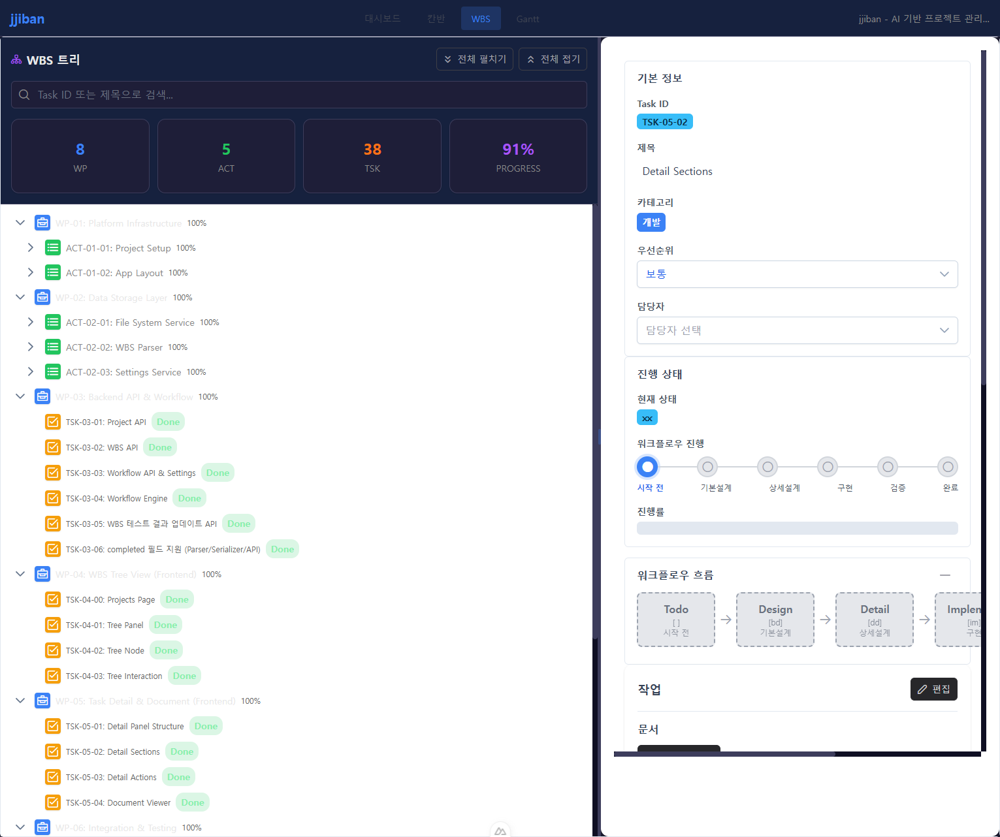 jjiban
대시보드
칸반
WBS
Gantt
jjiban - AI 기반 프로젝트 관리...
WBS 트리
전체 펼치기
전체 접기
Task ID 또는 제목으로 검색...
8
WP
5
ACT
38
TSK
91%
PROGRESS
WP-01: Platform Infrastructure 100%
ACT-01-01: Project Setup 100%
ACT-01-02: App Layout 100%
WP-02: Data Storage Layer 100%
ACT-02-01: File System Service 100%
ACT-02-02: WBS Parser 100%
ACT-02-03: Settings Service 100%
WP-03: Backend API & Workflow 100%
TSK-03-01: Project API Done
TSK-03-02: WBS API Done
TSK-03-03: Workflow API & Settings Done
TSK-03-04: Workflow Engine Done
TSK-03-05: WBS 테스트 결과 업데이트 API Done
TSK-03-06: completed 필드 지원 (Parser/Serializer/API) Done
WP-04: WBS Tree View (Frontend) 100%
TSK-04-00: Projects Page Done
TSK-04-01: Tree Panel Done
TSK-04-02: Tree Node Done
TSK-04-03: Tree Interaction Done
WP-05: Task Detail & Document (Frontend) 100%
TSK-05-01: Detail Panel Structure Done
TSK-05-02: Detail Sections Done
TSK-05-03: Detail Actions Done
TSK-05-04: Document Viewer Done
WP-06: Integration & Testing 100%
기본 정보
Task ID
TSK-05-02
제목
Detail Sections
카테고리
개발
우선순위
보통
담당자
담당자 선택
진행 상태
현재 상태
xx
워크플로우 진행
시작 전 기본설계 상세설계 구현 검증 완료
진행률
워크플로우 흐름
Todo
[ ]
시작 전
Design
[bd]
기본설계
Detail
[dd]
상세설계
Implem
[im]
구현
작업
편집
문서